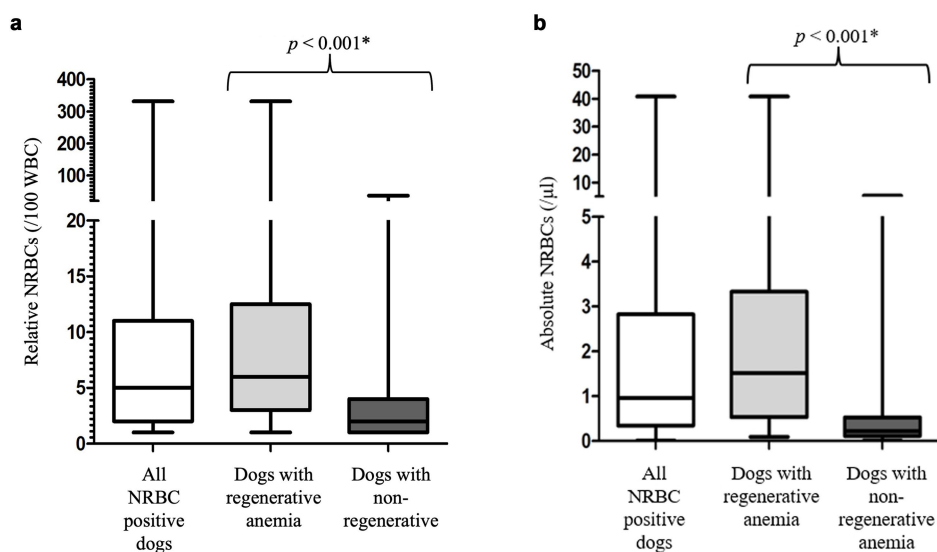 a
p < 0.001*
Relative NRBCs (/100 WBC)
400
300
200
100
20
15
10
5
0
All
NRBC
positive
dogs
Dogs with
regenerative
anemia
Dogs with
non-
regenerative
b
p < 0.001*
Absolute NRBCs (/µl)
50
40
30
20
10
5
4
3
2
1
0
All
NRBC
positive
dogs
Dogs with
regenerative
anemia
Dogs with
non-
regenerative
anemia